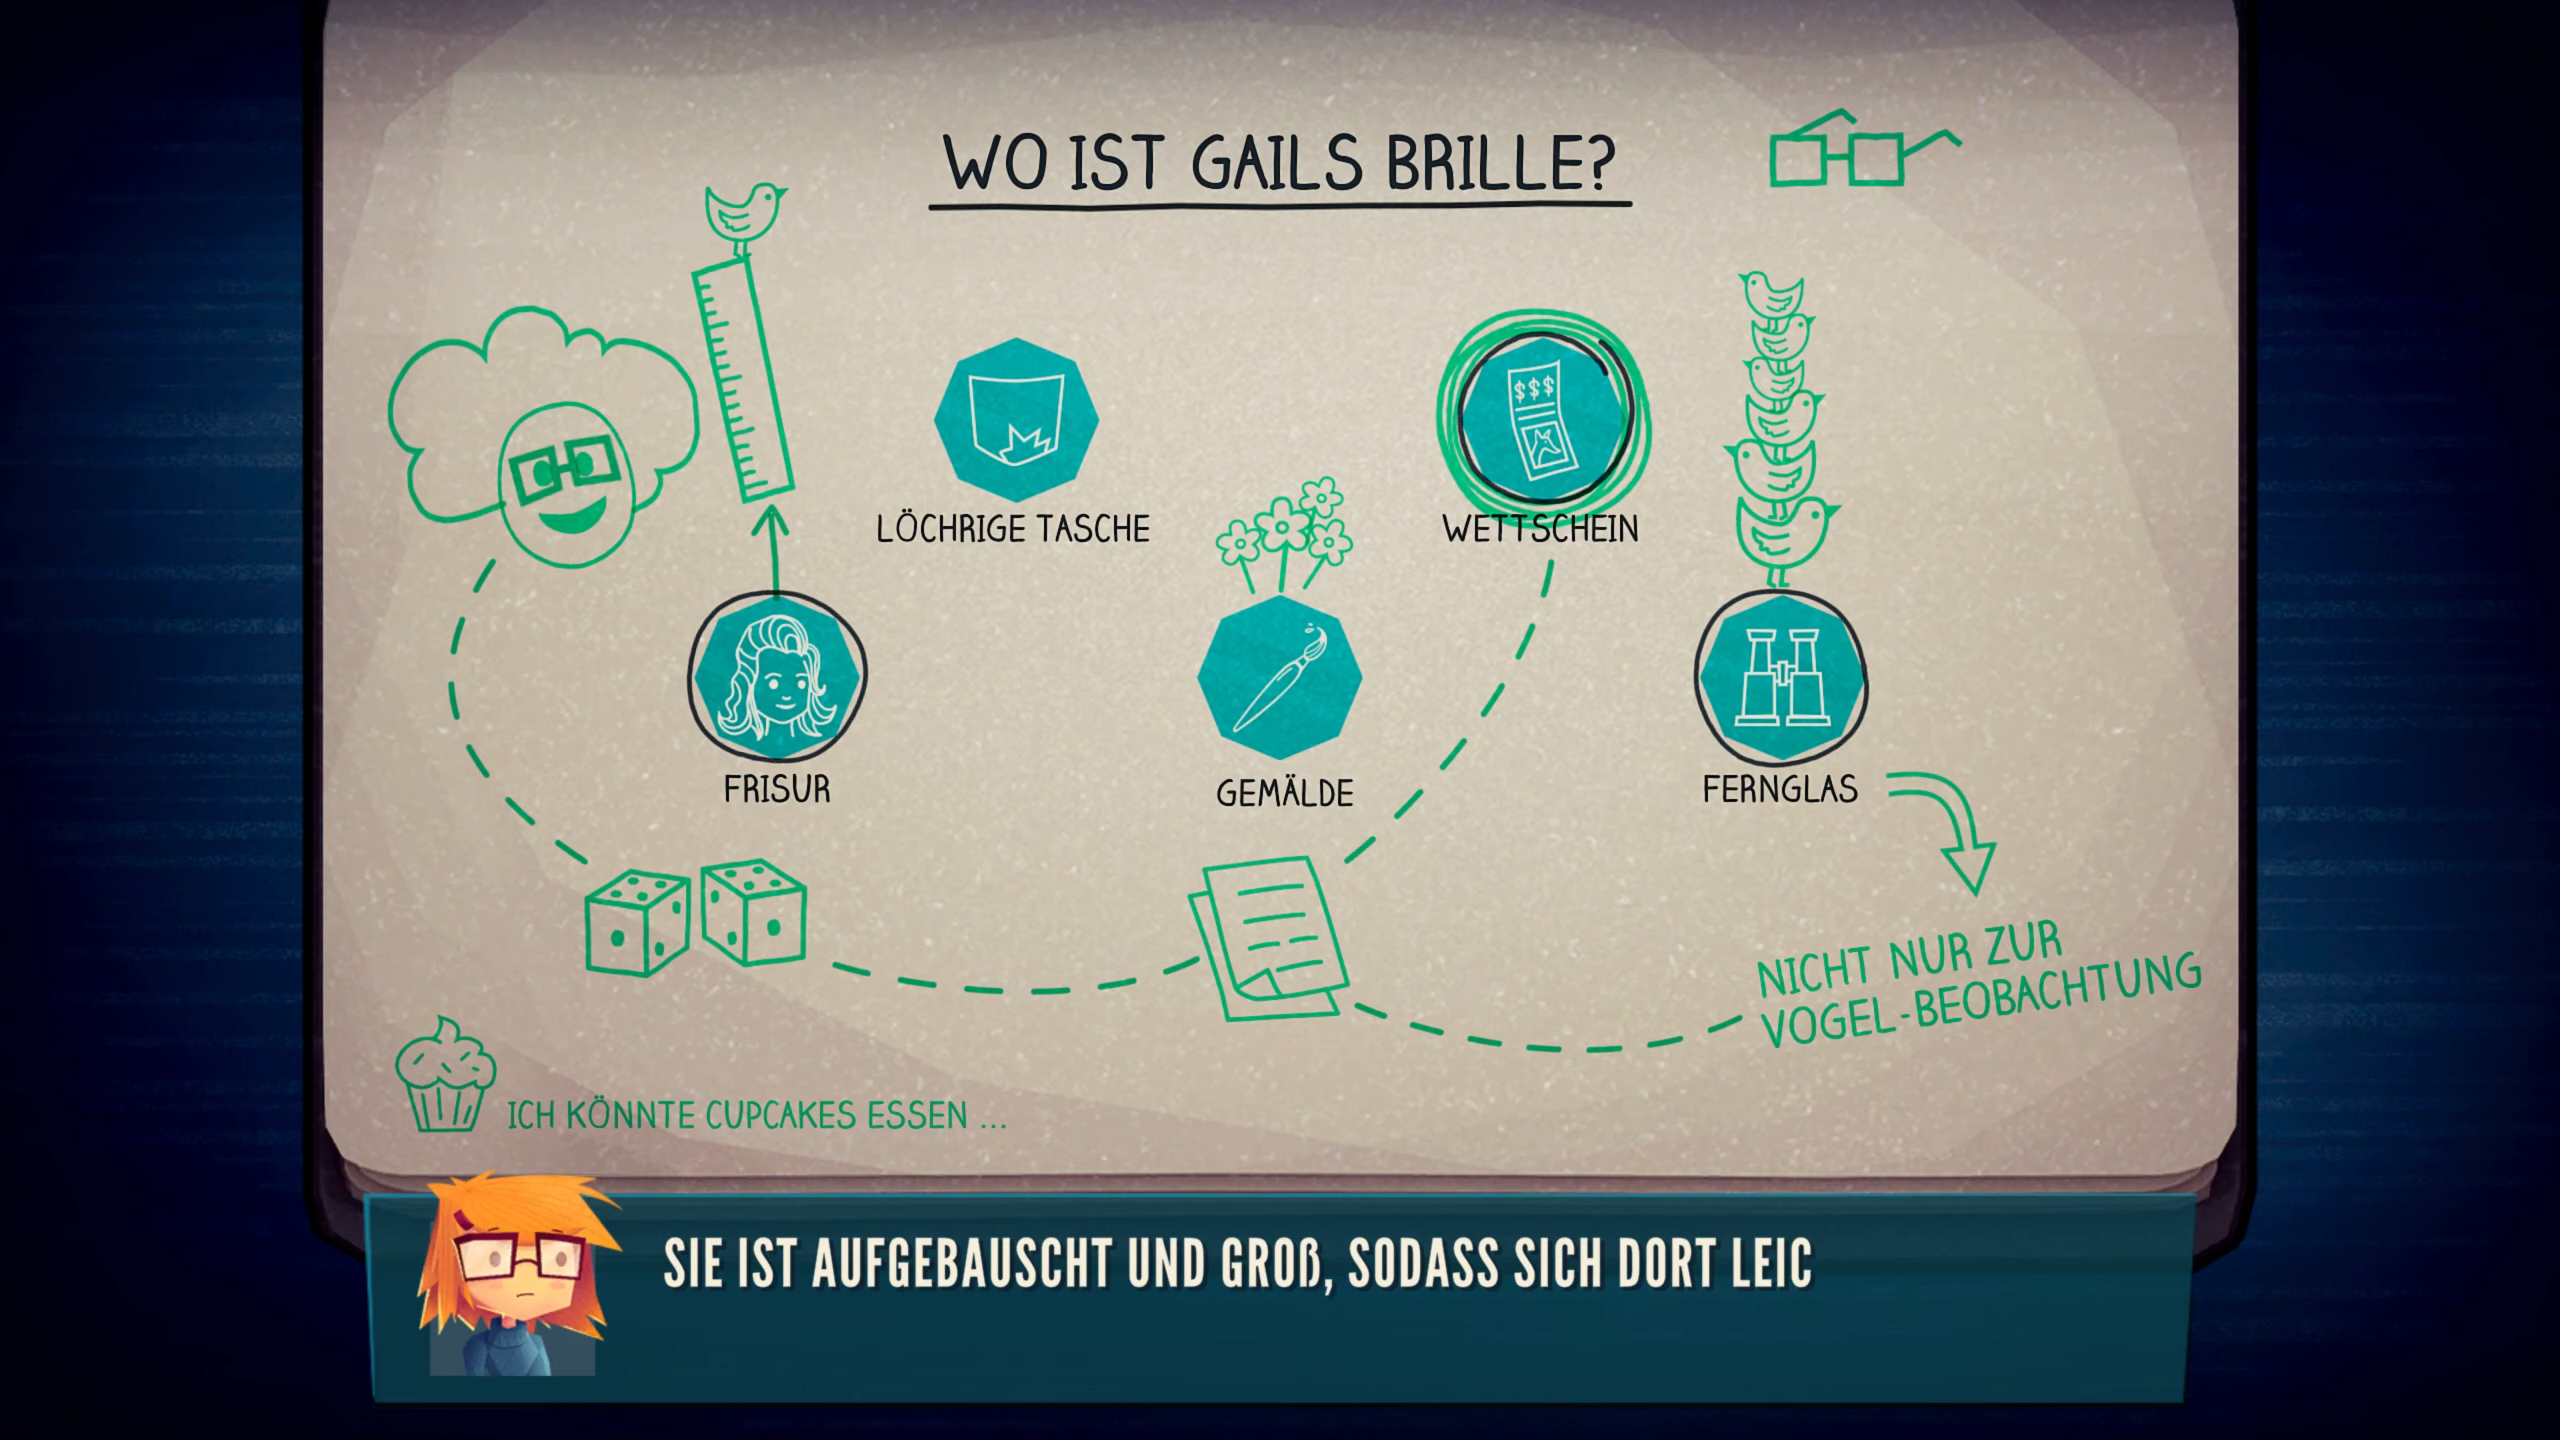 WO IST GAILS BRILLE?
$$$
LÖCHRIGE TASCHE
WETTSCHEIN
FRISUR
GEMÄLDE
FERNGLAS
NICHT NUR ZUR
VOGEL-BEOBACHTUNG
ICH KÖNNTE CUPCAKES ESSEN ...
SIE IST AUFGEBAUSCHT UND GROß, SODASS SICH DORT LEIC